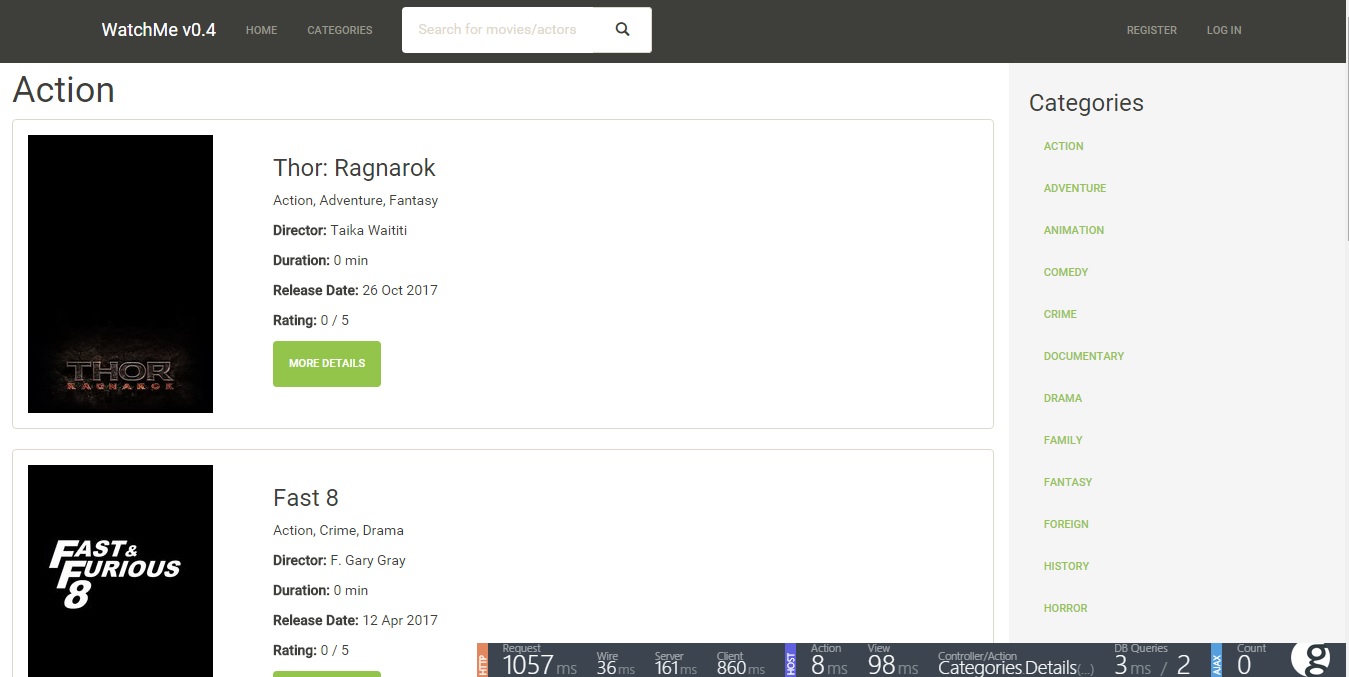 WatchMe v0.4 HOME CATEGORIES Search for movies/actors REGISTER LOG IN
Action
THOR
RAGNAROK
Thor: Ragnarok
Action, Adventure, Fantasy
Director: Taika Waititi
Duration: 0 min
Release Date: 26 Oct 2017
Rating: 0 / 5
MORE DETAILS
FAST &
FURIOUS
8
Fast 8
Action, Crime, Drama
Director: F. Gary Gray
Duration: 0 min
Release Date: 12 Apr 2017
Rating: 0 / 5
Categories
ACTION
ADVENTURE
ANIMATION
COMEDY
CRIME
DOCUMENTARY
DRAMA
FAMILY
FANTASY
FOREIGN
HISTORY
HORROR
HTTP Request Wire Server Client HOST Action View Controller/Action DB Queries AJAX Count
1057 ms 36 ms 161 ms 860 ms 8 ms 98 ms Categories.Details(...) 3 ms / 2 0 g